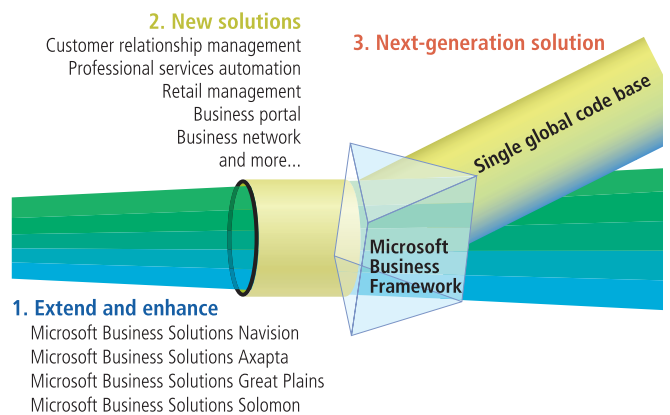 2. New solutions
Customer relationship management
Professional services automation
Retail management
Business portal
Business network
and more...
3. Next-generation solution
Single global code base
Microsoft
Business
Framework
1. Extend and enhance
Microsoft Business Solutions Navision
Microsoft Business Solutions Axapta
Microsoft Business Solutions Great Plains
Microsoft Business Solutions Solomon